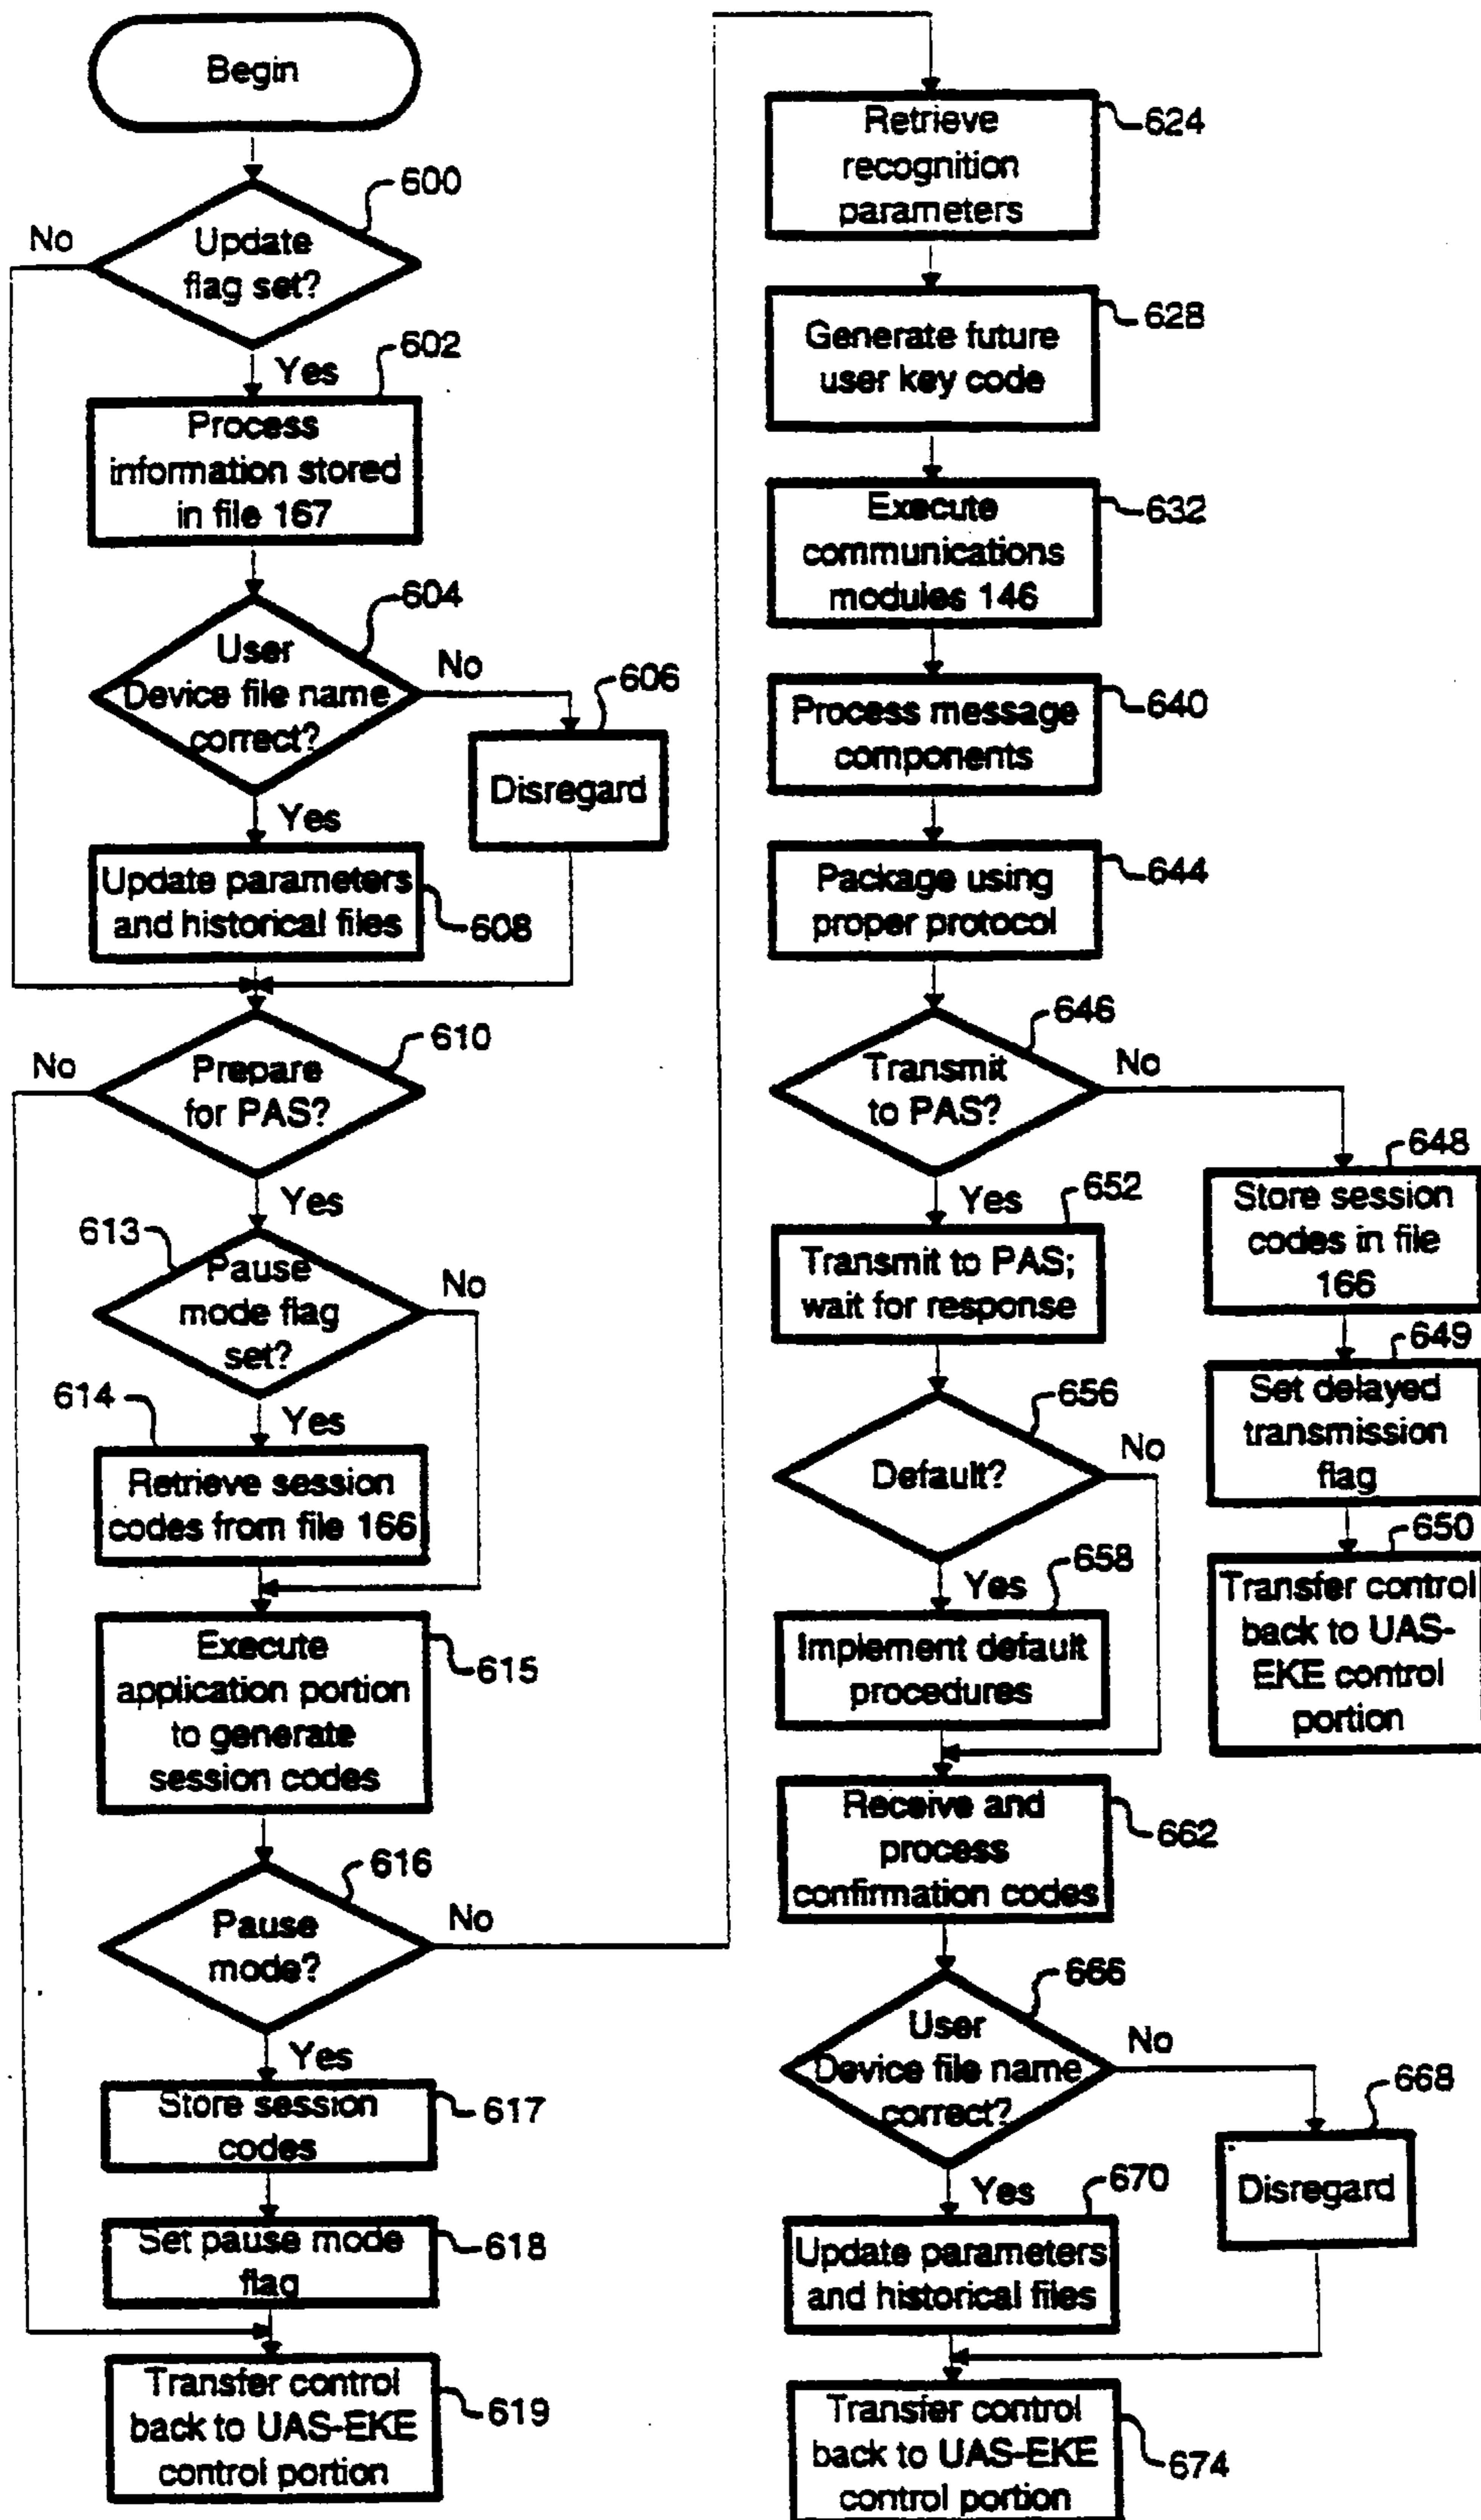 Begin
600
No
Update
flag set?
602
Yes
Process
information stored
in file 167
604
User
Device file name
correct?
No
606
Disregard
Yes
Update parameters
and historical files
608
610
No
Prepare
for PAS?
Yes
613
Pause
mode flag
set?
No
614
Yes
Retrieve session
codes from file 166
Execute
application portion
to generate
session codes
615
616
Pause
mode?
No
Yes
Store session
codes
617
Set pause mode
flag
618
Transfer control
back to UAS-EKE
control portion
619
Retrieve
recognition
parameters
624
Generate future
user key code
628
Execute
communications
modules 146
632
Process message
components
640
Package using
proper protocol
644
646
Transmit
to PAS?
No
648
Store session
codes in file
166
649
Set delayed
transmission
flag
650
Transfer control
back to UAS-
EKE control
portion
Yes
652
Transmit to PAS;
wait for response
656
Default?
No
Yes
658
Implement default
procedures
Receive and
process
confirmation codes
662
666
User
Device file name
correct?
No
668
Disregard
Yes
670
Update parameters
and historical files
Transfer control
back to UAS-EKE
control portion
674